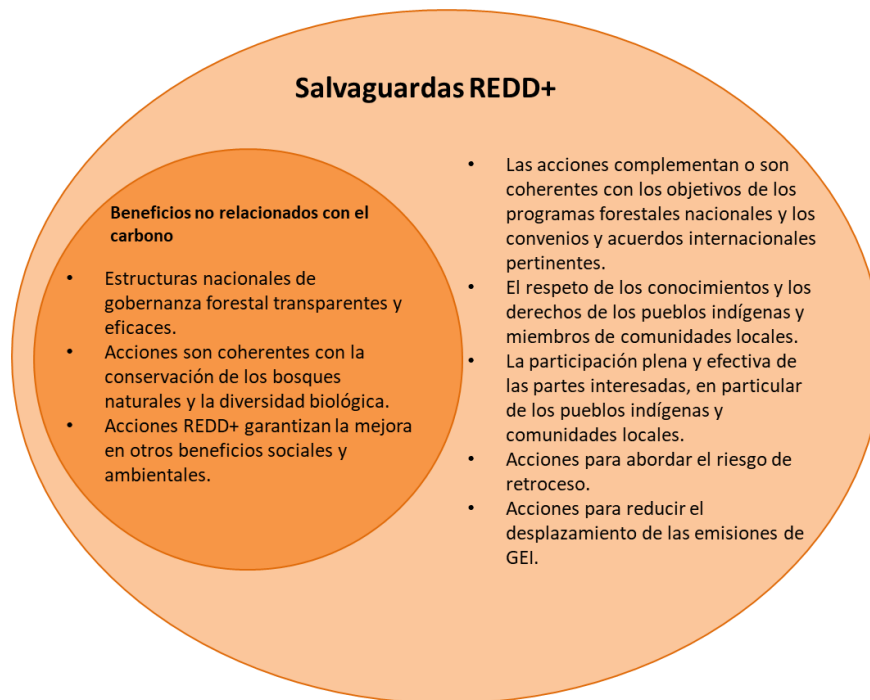 Salvaguardas REDD+
Beneficios no relacionados con el
carbono
• Estructuras nacionales de
gobernanza forestal transparentes y
eficaces.
• Acciones son coherentes con la
conservación de los bosques
naturales y la diversidad biológica.
• Acciones REDD+ garantizan la mejora
en otros beneficios sociales y
ambientales.
• Las acciones complementan o son
coherentes con los objetivos de los
programas forestales nacionales y los
convenios y acuerdos internacionales
pertinentes.
• El respeto de los conocimientos y los
derechos de los pueblos indígenas y
miembros de comunidades locales.
• La participación plena y efectiva de
las partes interesadas, en particular
de los pueblos indígenas y
comunidades locales.
• Acciones para abordar el riesgo de
retroceso.
• Acciones para reducir el
desplazamiento de las emisiones de
GEI.